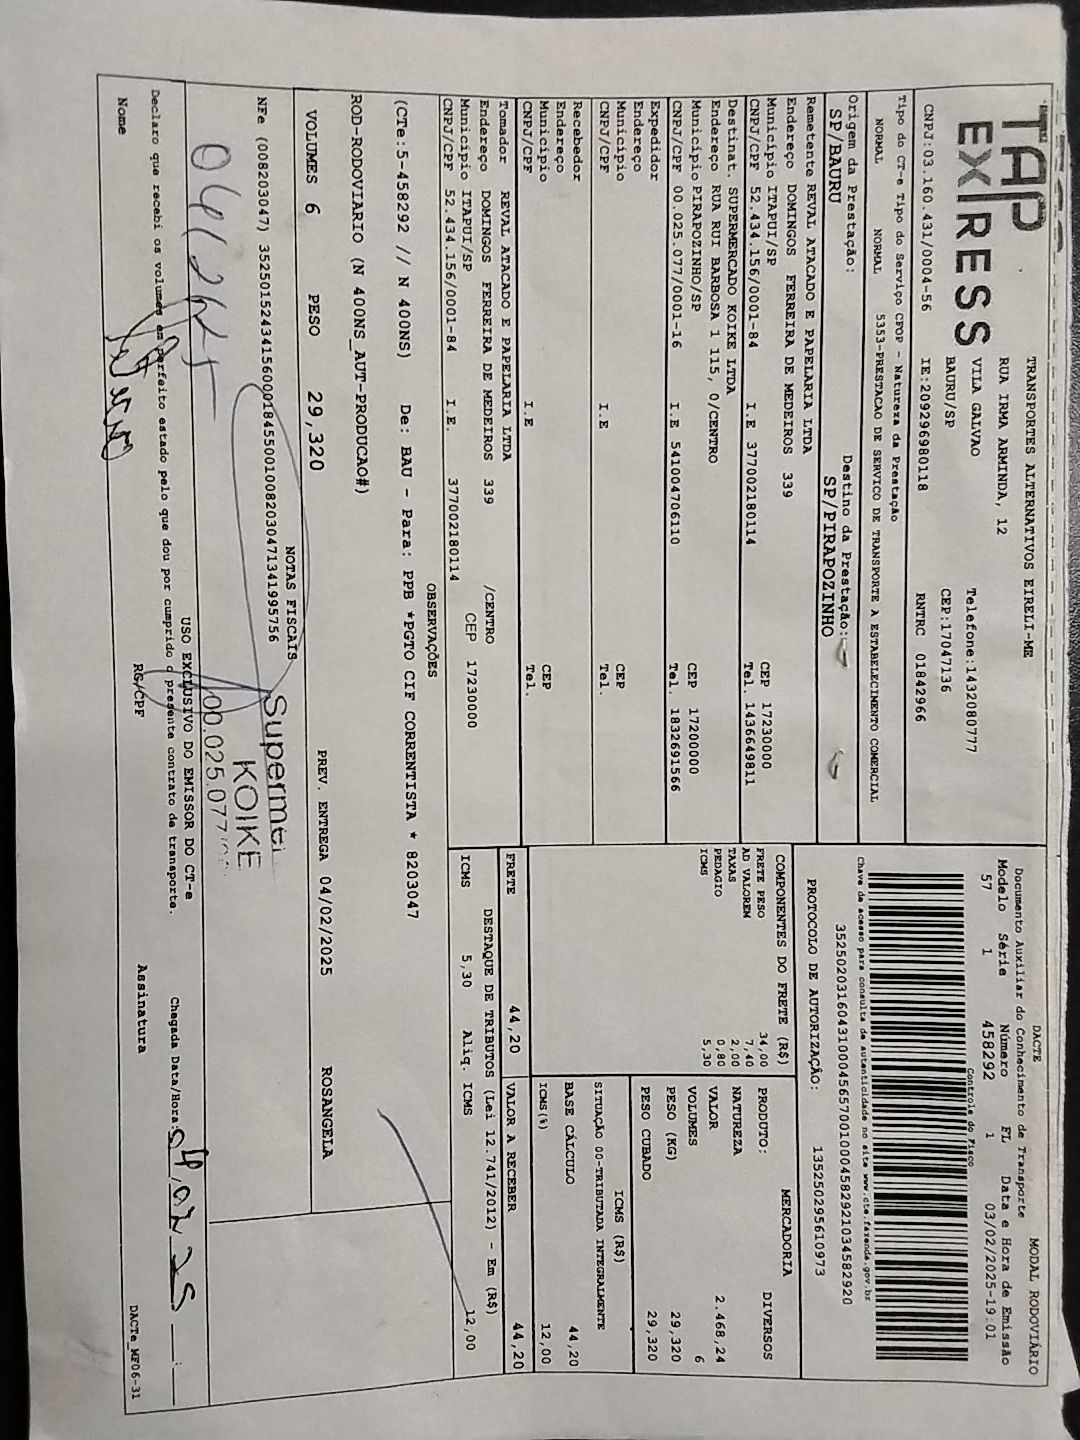 TAP
EXPRESS
TRANSPORTES ALTERNATIVOS EIRELI-ME
RUA IRMA ARMINDA, 12
VILA GALVAO
BAURU/SP
Telefone:1432080777
CEP:17047136
CNPJ:03.160.431/0004-56 IE:209296980118 RNTRC 01842966
Tipo do CT-e Tipo do Serviço CFOP - Natureza da Prestação
NORMAL NORMAL 5353-PRESTACAO DE SERVICO DE TRANSPORTE A ESTABELECIMENTO COMERCIAL
Origem da Prestação: Destino da Prestação:
SP/BAURU SP/PIRAPOZINHO
Remetente REVAL ATACADO E PAPELARIA LTDA
Endereço DOMINGOS FERREIRA DE MEDEIROS 339
Município ITAPUI/SP CEP 17230000
CNPJ/CPF 52.434.156/0001-84 I.E 377002180114 Tel. 1436649811
Destinat. SUPERMERCADO KOIKE LTDA
Endereço RUA RUI BARBOSA 1 115, 0/CENTRO
Município PIRAPOZINHO/SP CEP 17200000
CNPJ/CPF 00.025.077/0001-16 I.E 541004706110 Tel. 1832691566
Expedidor
Endereço
Município CEP
CNPJ/CPF I.E Tel.
Recebedor
Endereço
Município CEP
CNPJ/CPF I.E Tel.
Tomador REVAL ATACADO E PAPELARIA LTDA
Endereço DOMINGOS FERREIRA DE MEDEIROS 339 /CENTRO
Município ITAPUI/SP CEP 17230000
CNPJ/CPF 52.434.156/0001-84 I.E. 377002180114
DACTE MODAL RODOVIÁRIO
Documento Auxiliar do Conhecimento de Transporte
Modelo Série Número FL Data e Hora de Emissão
57 1 458292 1 03/02/2025-19:01
Controle do Fisco
Chave de acesso para consulta de autenticidade no site www.cte.fazenda.gov.br
35250203160431000456570010004582921034582920
PROTOCOLO DE AUTORIZAÇÃO: 135250295610973
COMPONENTES DO FRETE (R$)
FRETE PESO 34,00
AD VALOREM 7,40
TAXAS 2,00
PEDAGIO 0,80
ICMS 5,30
MERCADORIA
PRODUTO: DIVERSOS
NATUREZA
VALOR 2.468,24
VOLUMES 6
PESO (KG) 29,320
PESO CUBADO 29,320
ICMS (R$)
SITUAÇÃO 00-TRIBUTADA INTEGRALMENTE
BASE CÁLCULO 44,20
ICMS(%) 12,00
FRETE 44,20 VALOR A RECEBER 44,20
DESTAQUE DE TRIBUTOS (Lei 12.741/2012) - Em (R$)
ICMS 5,30 Aliq. ICMS 12,00
OBSERVAÇÕES
(CTe:5-458292 // N 400NS) De: BAU - Para: PPB *PGTO CIF CORRENTISTA * 8203047
ROD-RODOVIARIO (N 400NS_AUT-PRODUCAO#)
VOLUMES 6 PESO 29,320 PREV. ENTREGA 04/02/2025 ROSANGELA
NOTAS FISCAIS
NFe (008203047) 35250152434156000184550010082030471341995756
Superme
KOIKE
00.025.077
USO EXCLUSIVO DO EMISSOR DO CT-e
Declaro que recebi os volumes em perfeito estado pelo que dou por cumprido o presente contrato de transporte. Chegada Data/Hora: 04,02,25
Nome RG/CPF Assinatura
DACTe_MF06-31